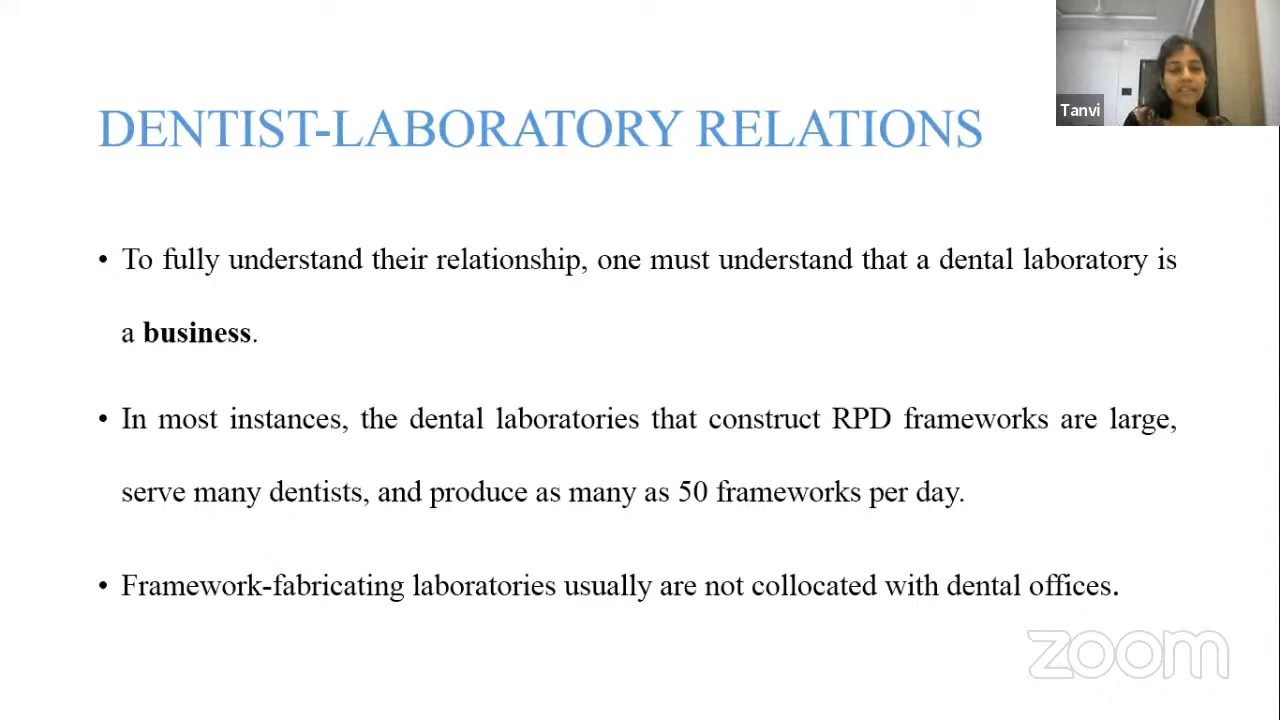 Tanvi
DENTIST-LABORATORY RELATIONS
• To fully understand their relationship, one must understand that a dental laboratory is
a business.
• In most instances, the dental laboratories that construct RPD frameworks are large,
serve many dentists, and produce as many as 50 frameworks per day.
• Framework-fabricating laboratories usually are not collocated with dental offices.
zoom